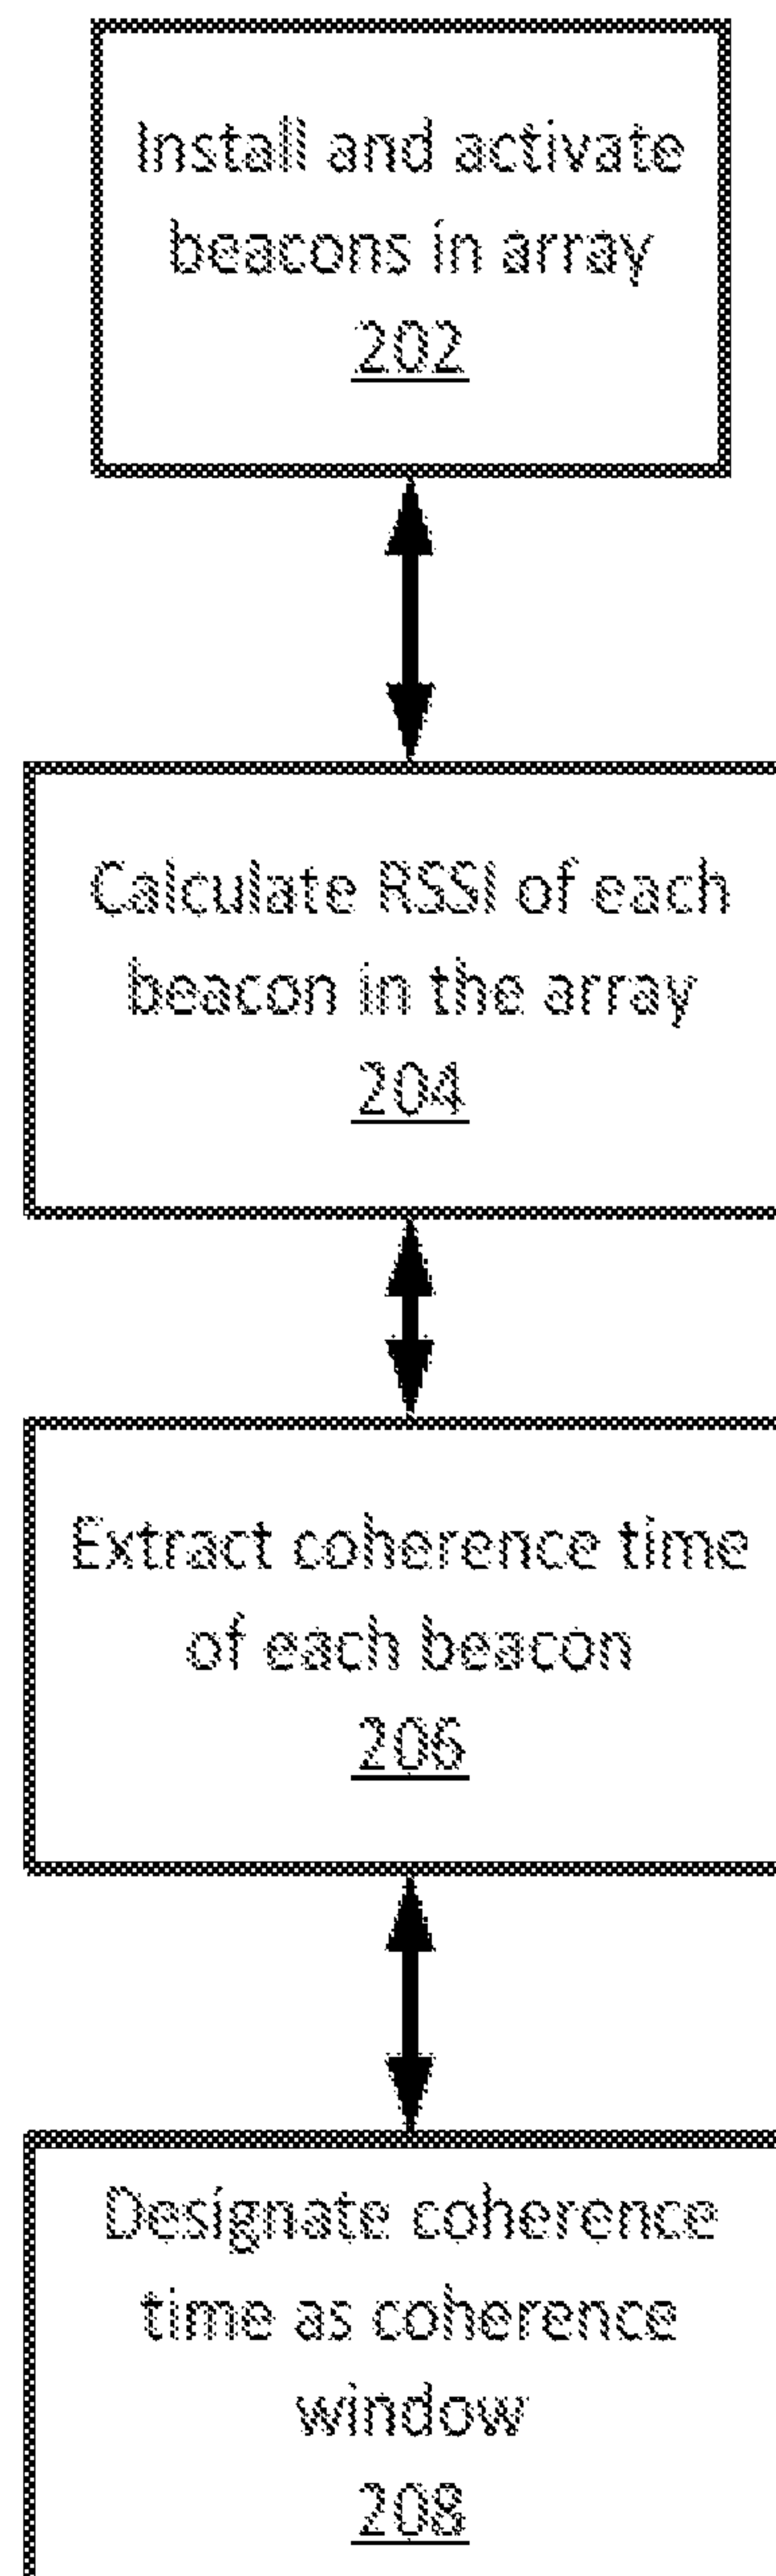 Install and activate
beacons in array
202
Calculate RSSI of each
beacon in the array
204
Extract coherence time
of each beacon
206
Designate coherence
time as coherence
window
208